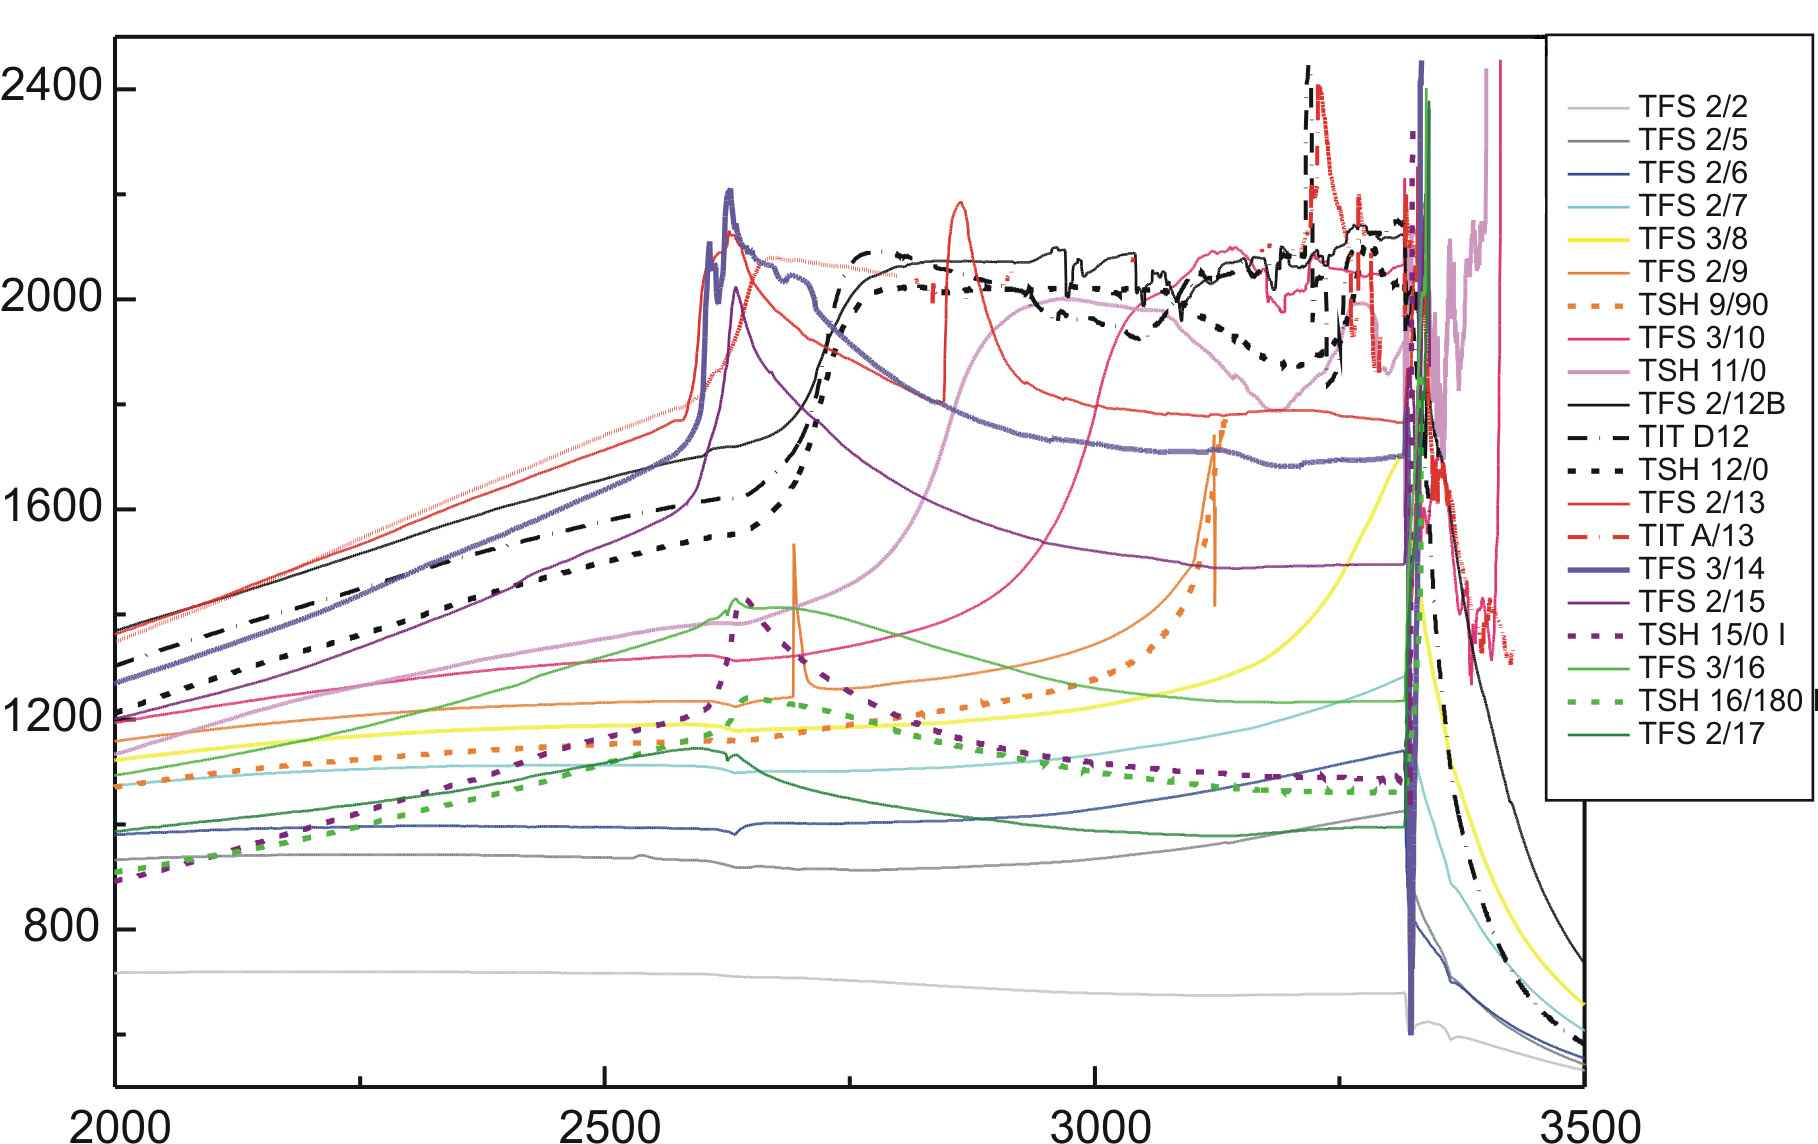 2400
2000
1600
1200
800
2000
2500
3000
3500
TFS 2/2
TFS 2/5
TFS 2/6
TFS 2/7
TFS 3/8
TFS 2/9
TSH 9/90
TFS 3/10
TSH 11/0
TFS 2/12B
TIT D12
TSH 12/0
TFS 2/13
TIT A/13
TFS 3/14
TFS 2/15
TSH 15/0 I
TFS 3/16
TSH 16/180 I
TFS 2/17